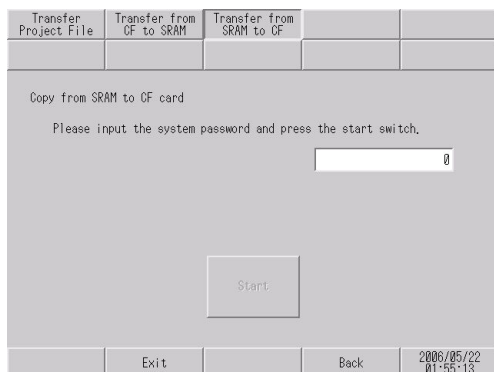 Transfer
Project File
Transfer from
CF to SRAM
Transfer from
SRAM to CF
Copy from SRAM to CF card
Please input the system password and press the start switch.
0
Start
Exit
Back
2006/05/22
01:55:13